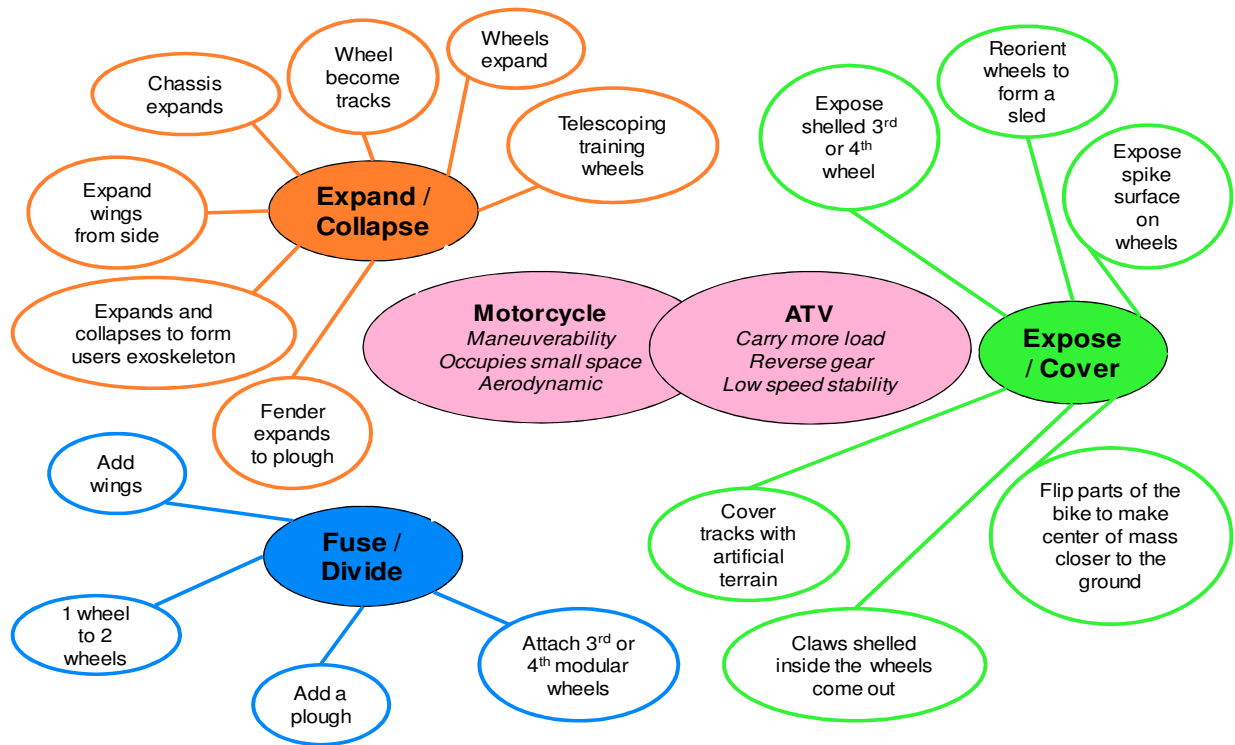 Wheel
become
tracks
Wheels
expand
Chassis
expands
Telescoping
training
wheels
Expand
wings
from side
Expand /
Collapse
Expands and
collapses to form
users exoskeleton
Fender
expands
to plough
Reorient
wheels to
form a
sled
Expose
shelled 3rd
or 4th
wheel
Expose
spike
surface
on
wheels
Motorcycle
Maneuverability
Occupies small space
Aerodynamic
ATV
Carry more load
Reverse gear
Low speed stability
Expose
/ Cover
Add
wings
Fuse /
Divide
1 wheel
to 2
wheels
Add a
plough
Attach 3rd or
4th modular
wheels
Cover
tracks with
artificial
terrain
Flip parts of the
bike to make
center of mass
closer to the
ground
Claws shelled
inside the wheels
come out